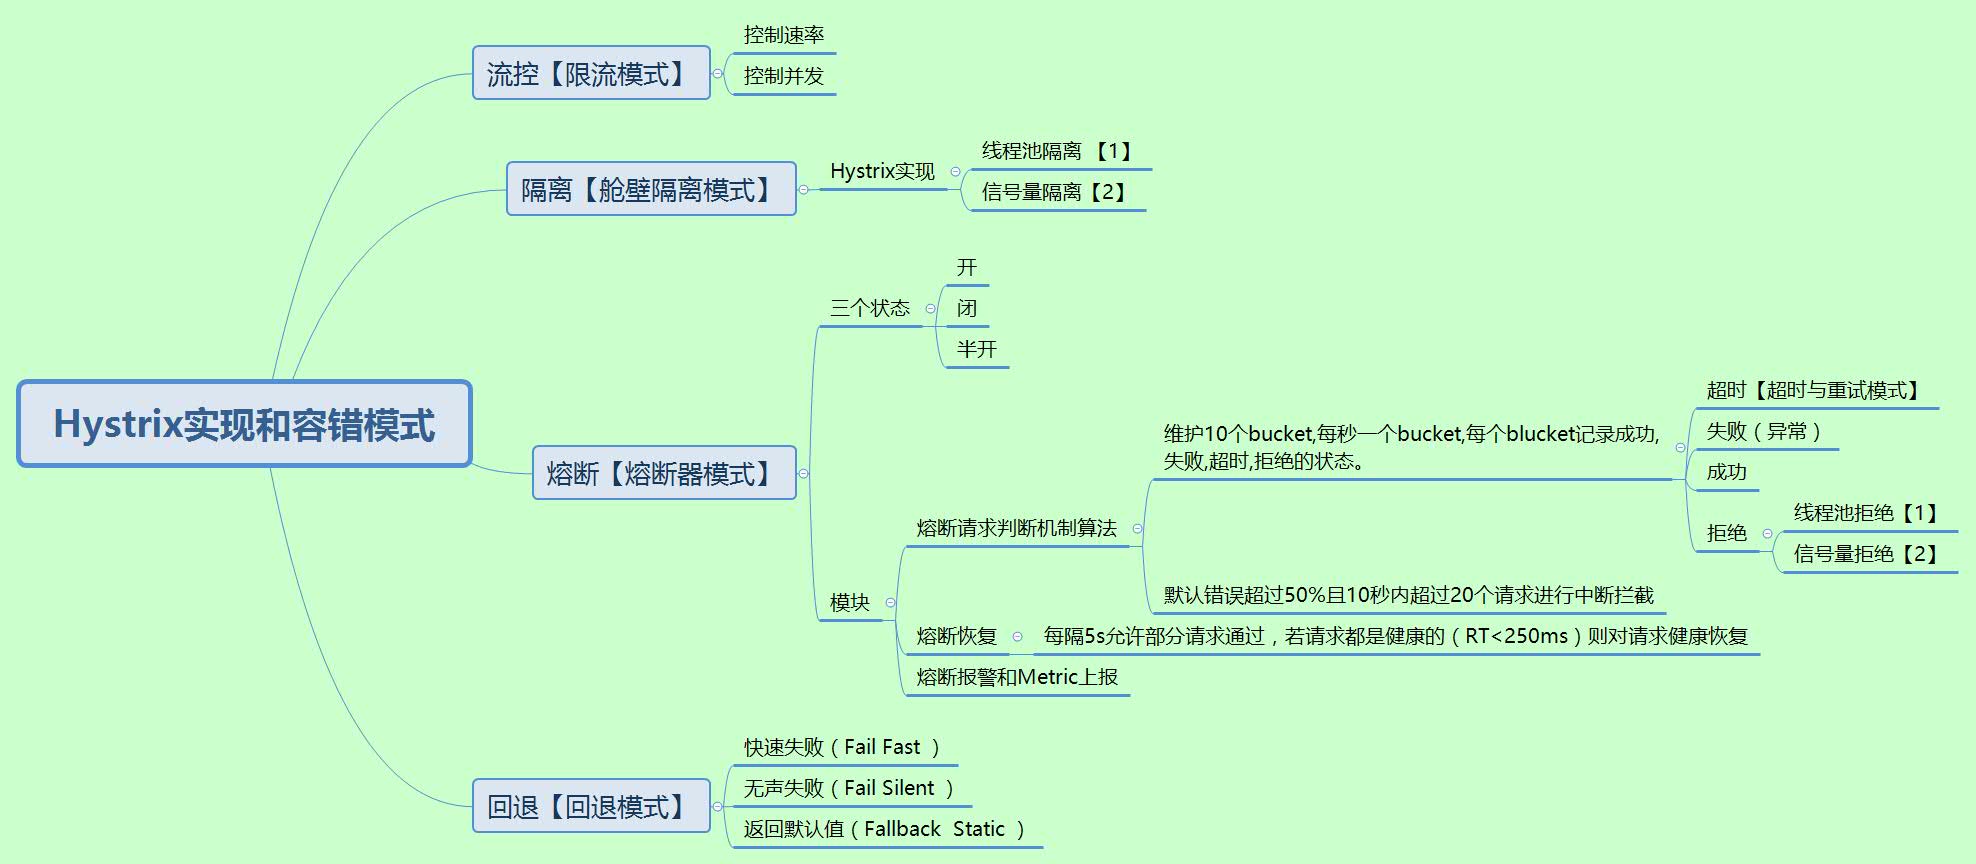 Hystrix实现和容错模式
流控【限流模式】
控制速率
控制并发
隔离【舱壁隔离模式】
Hystrix实现
线程池隔离 【1】
信号量隔离【2】
熔断【熔断器模式】
三个状态
开
闭
半开
模块
熔断请求判断机制算法
维护10个bucket,每秒一个bucket,每个blucket记录成功,
失败,超时,拒绝的状态。
超时【超时与重试模式】
失败（异常）
成功
拒绝
线程池拒绝【1】
信号量拒绝【2】
默认错误超过50%且10秒内超过20个请求进行中断拦截
熔断恢复
每隔5s允许部分请求通过，若请求都是健康的（RT<250ms）则对请求健康恢复
熔断报警和Metric上报
回退【回退模式】
快速失败（Fail Fast ）
无声失败（Fail Silent ）
返回默认值（Fallback  Static ）